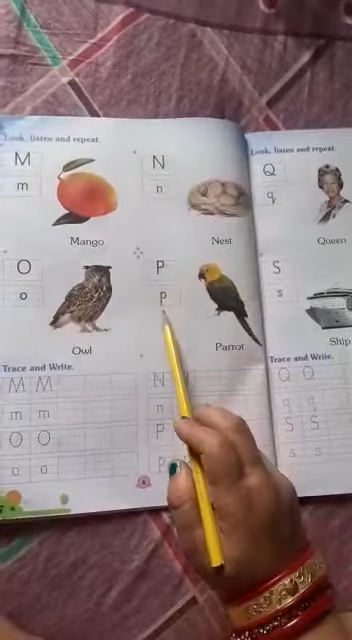 Look, listen and repeat.
M
m
Mango
N
n
Nest
O
o
Owl
P
p
Parrot
Trace and Write.
M M
m m
O O
o o
N
n
P
p
Look, listen and repeat.
Q
q
Queen
S
s
Ship
Trace and Write.
Q Q
q q
S S
s s